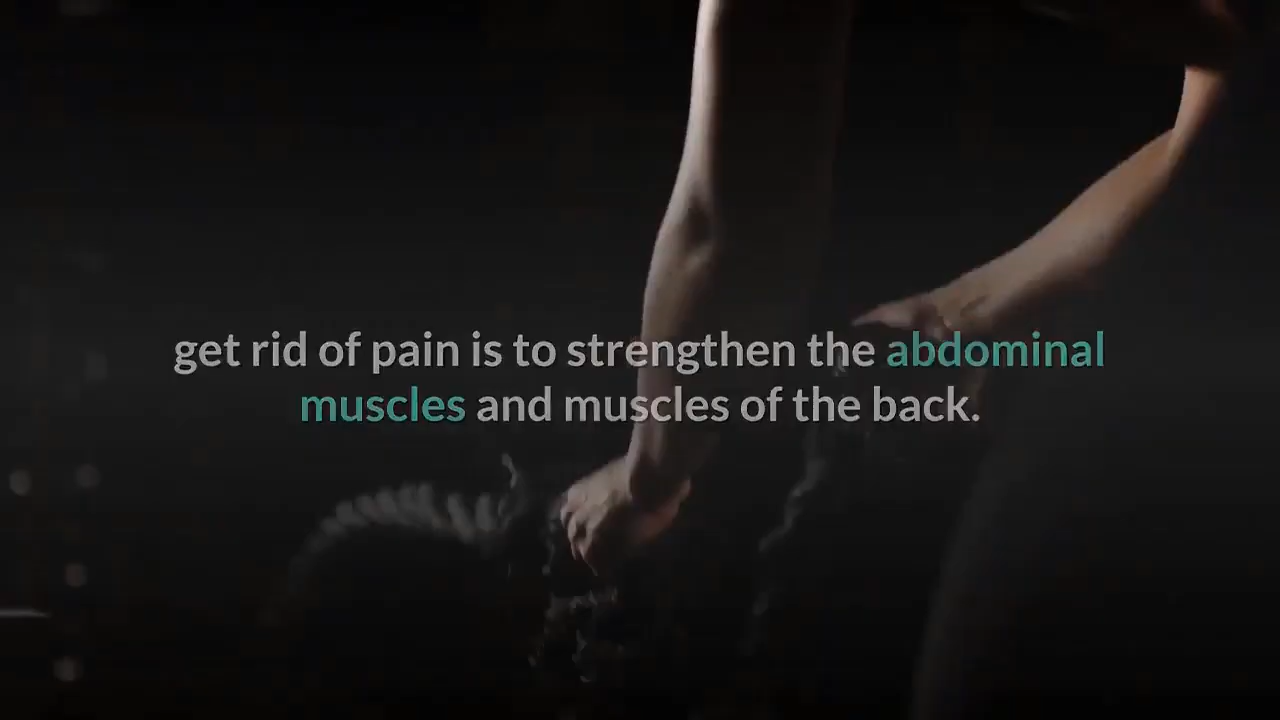 get rid of pain is to strengthen the abdominal
muscles and muscles of the back.